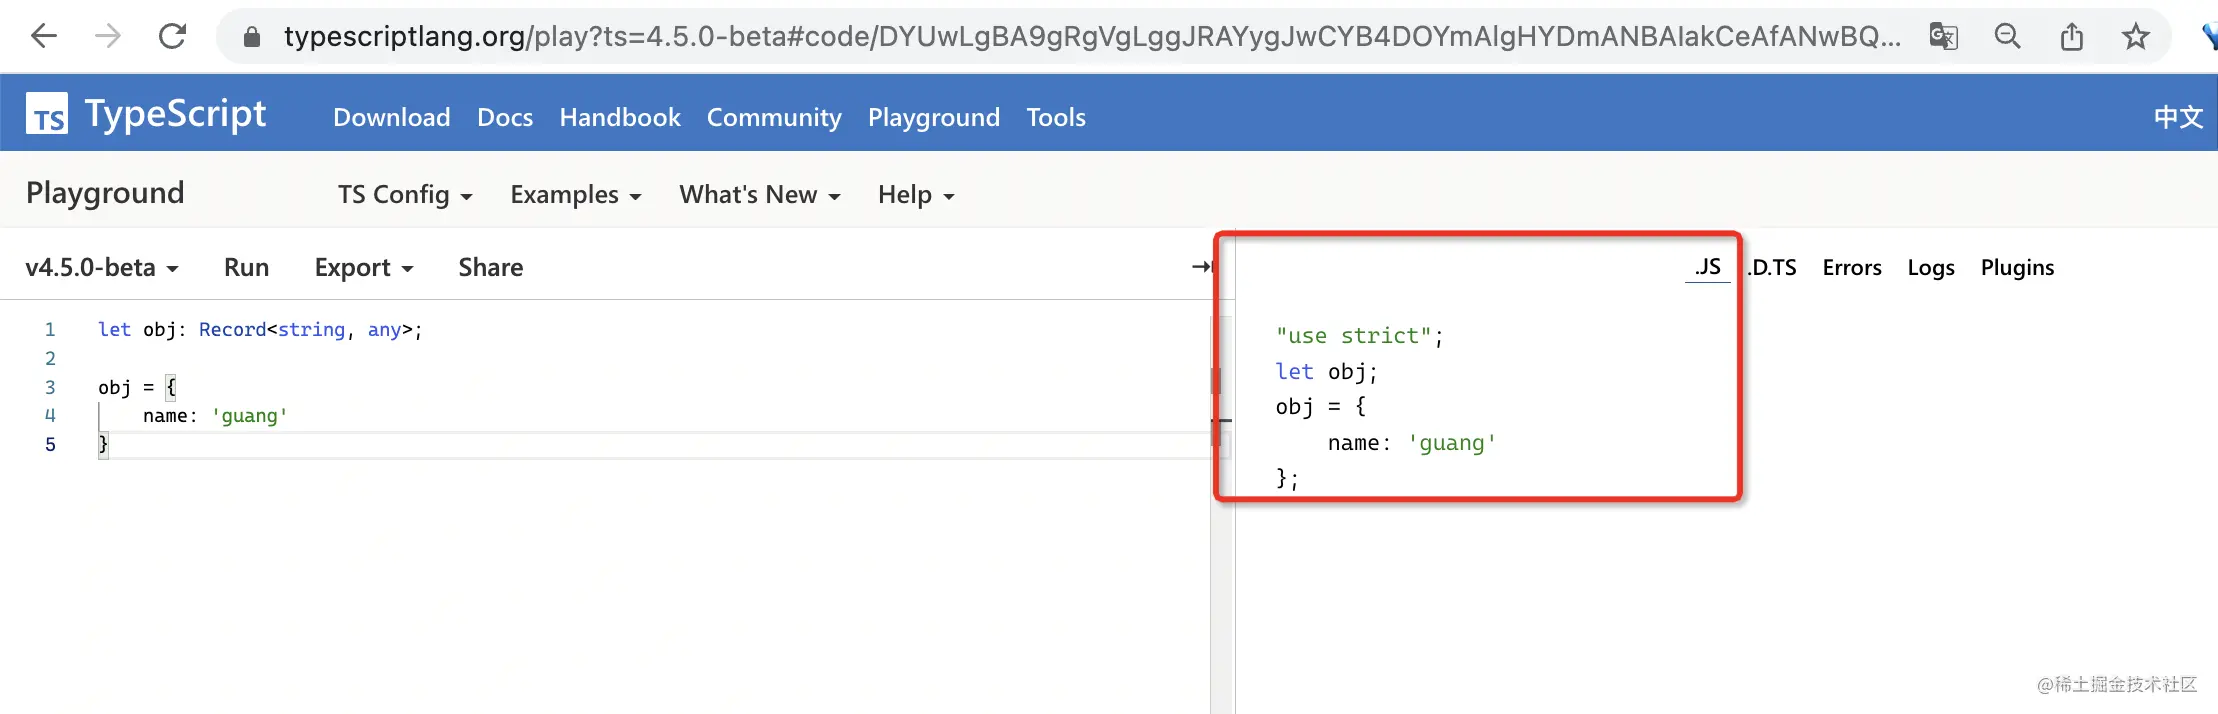 typescriptlang.org/play?ts=4.5.0-beta#code/DYUwLgBA9gRgVgLggJRAYygJwCYB4DOYmAlgHYDmANBAIakCeAfANwBQ...
TS TypeScript Download Docs Handbook Community Playground Tools 中文
Playground TS Config Examples What's New Help
v4.5.0-beta Run Export Share .JS .D.TS Errors Logs Plugins
1 let obj: Record<string, any>;
2
3 obj = {
4 name: 'guang'
5 }
"use strict";
let obj;
obj = {
name: 'guang'
};
@稀土掘金技术社区